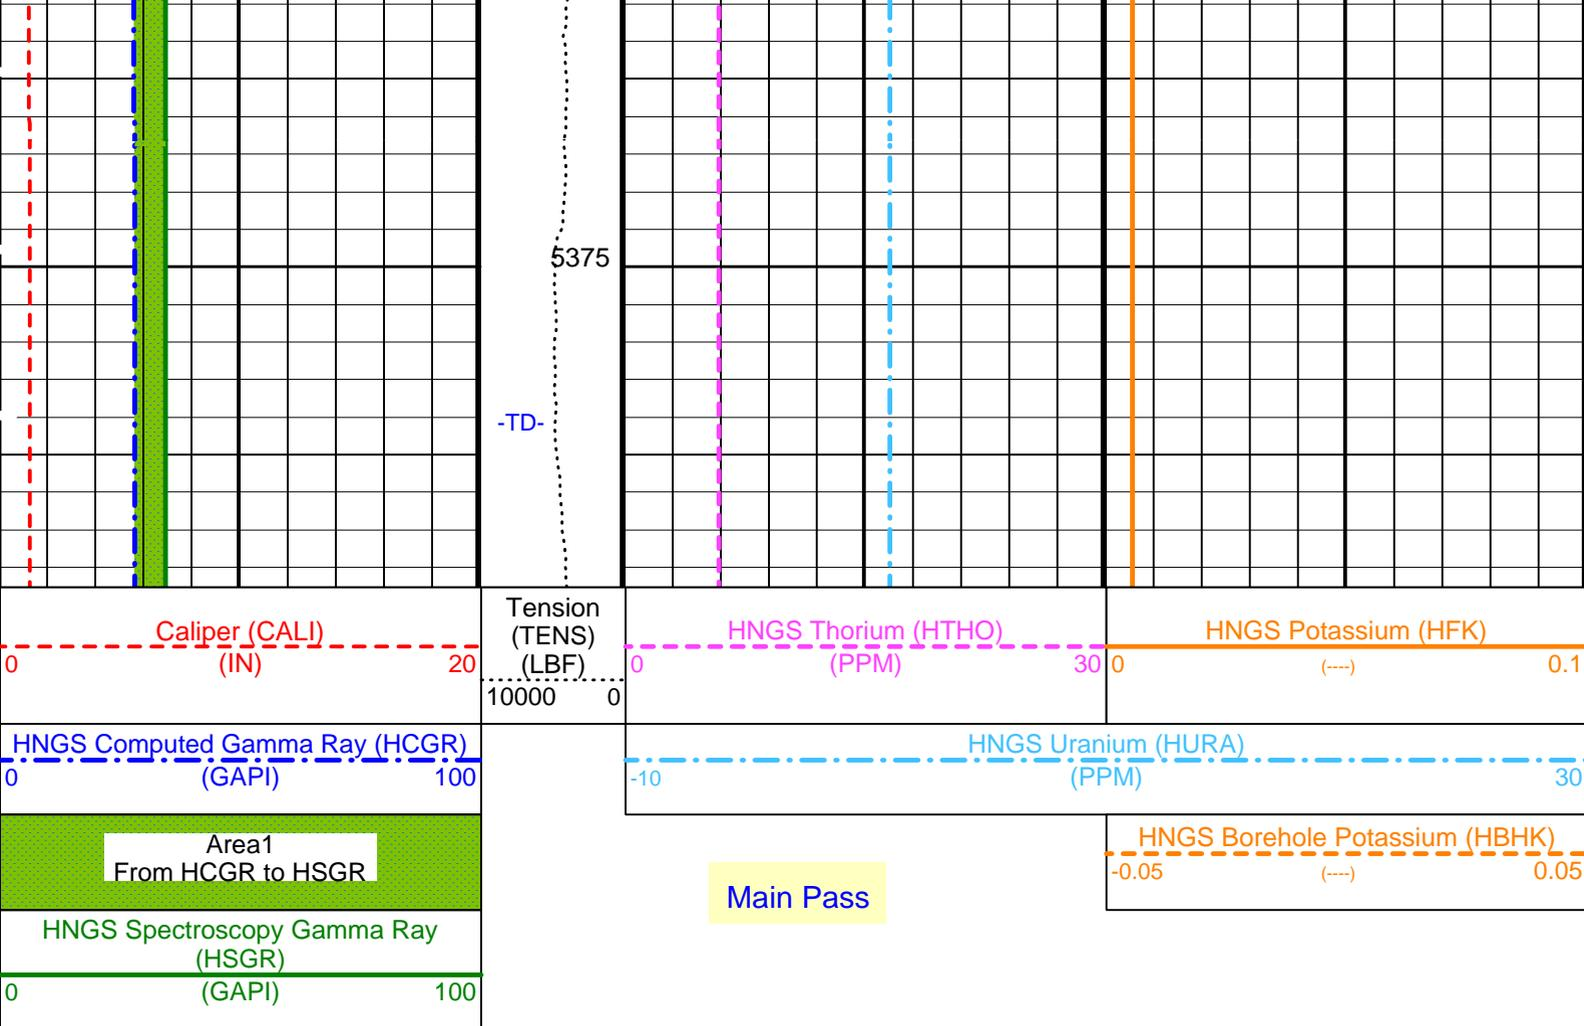 5375
-TD-
Caliper (CALI)
0 (IN) 20
Tension
(TENS)
(LBF)
10000 0
HNGS Thorium (HTHO)
0 (PPM) 30
HNGS Potassium (HFK)
0 (----) 0.1
HNGS Computed Gamma Ray (HCGR)
0 (GAPI) 100
HNGS Uranium (HURA)
-10 (PPM) 30
Area1
From HCGR to HSGR
HNGS Borehole Potassium (HBHK)
-0.05 (----) 0.05
Main Pass
HNGS Spectroscopy Gamma Ray
(HSGR)
0 (GAPI) 100